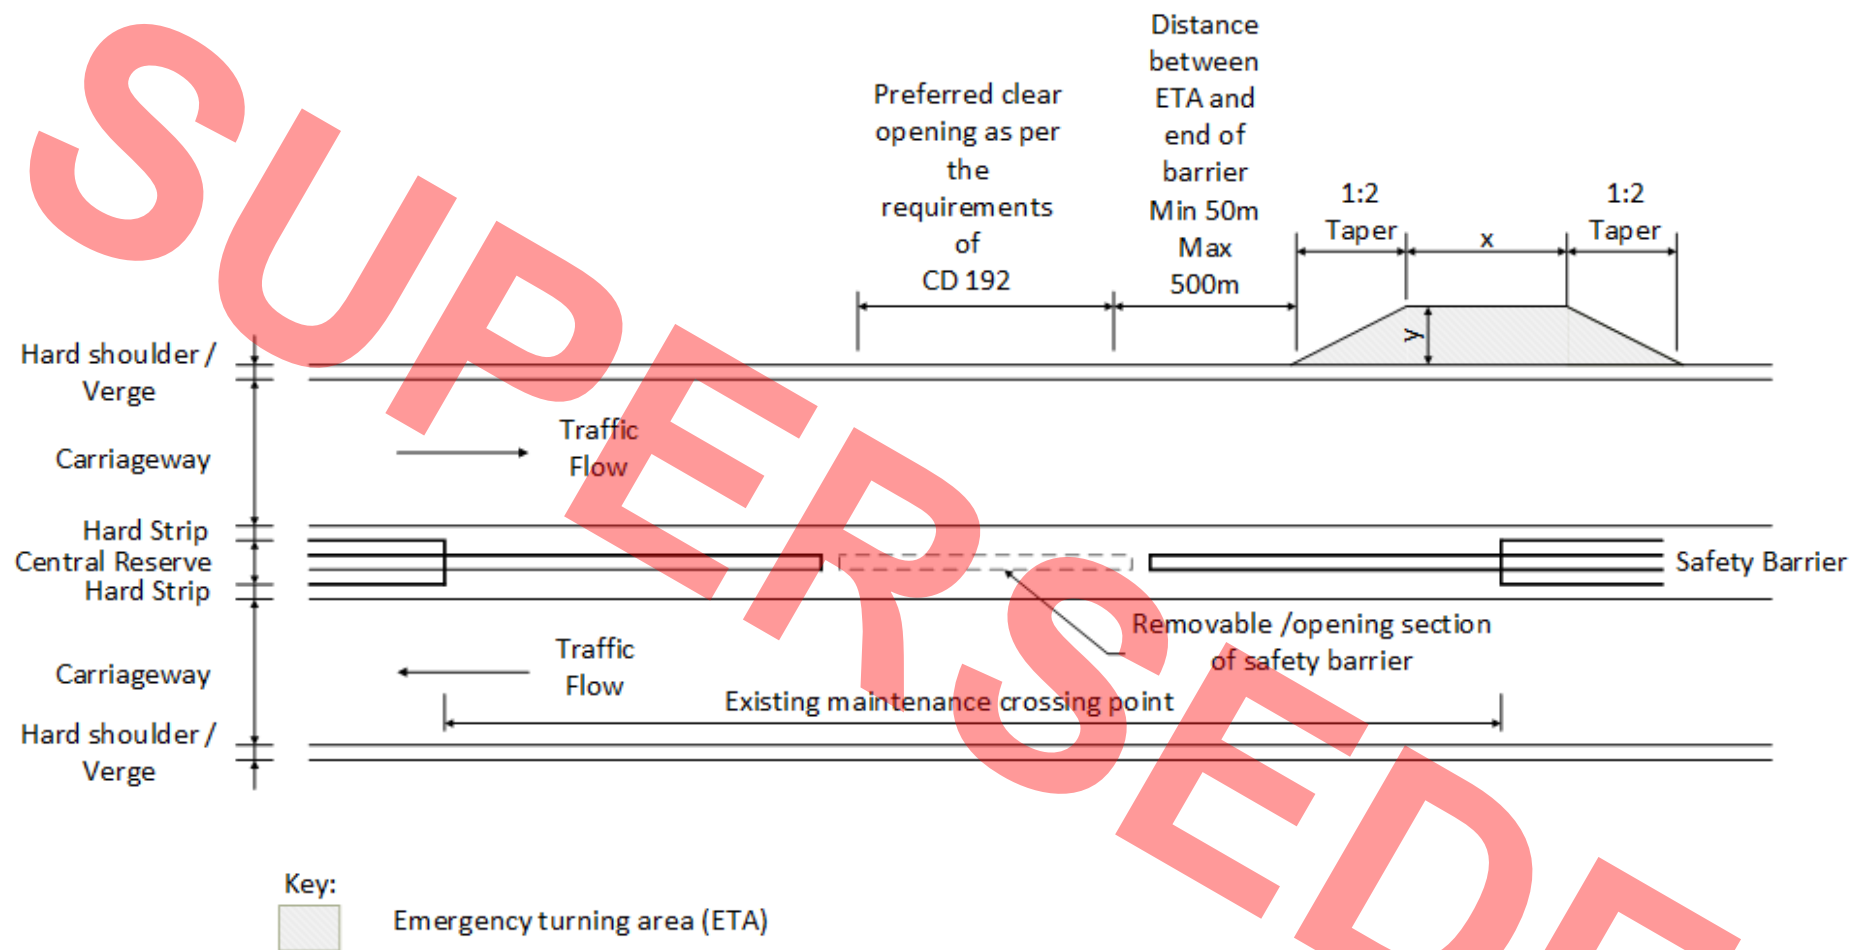 Distance
between
ETA and
end of
barrier
Min 50m
Max
500m
Preferred clear
opening as per
the
requirements
of
CD 192
1:2
Taper
x
1:2
Taper
y
Hard shoulder /
Verge
Traffic
Flow
Carriageway
Hard Strip
Central Reserve
Hard Strip
Safety Barrier
Removable /opening section
of safety barrier
Traffic
Flow
Carriageway
Existing maintenance crossing point
Hard shoulder /
Verge
Key:
Emergency turning area (ETA)
SUPERSEDE